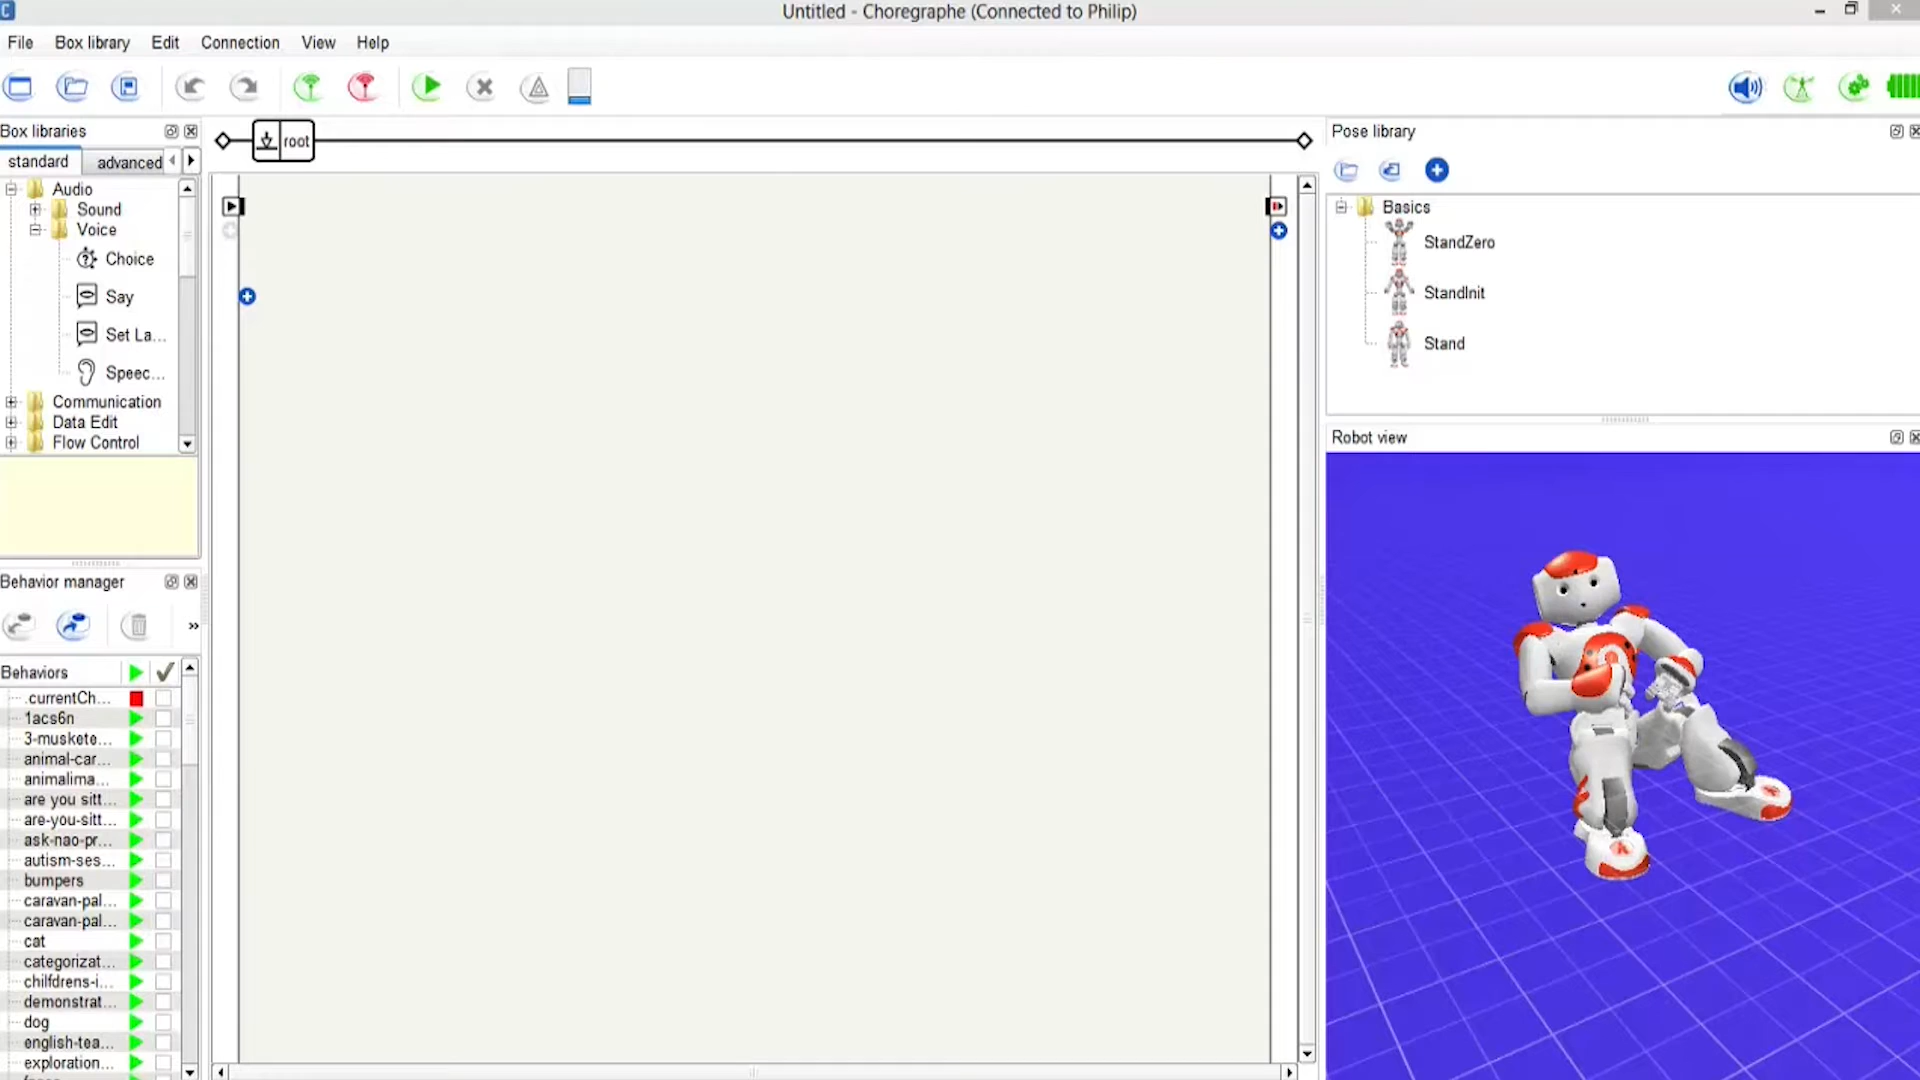 Untitled - Choregraphe (Connected to Philip)
File Box library Edit Connection View Help
Box libraries
standard advanced
Audio
Sound
Voice
Choice
Say
Set La...
Speec...
Communication
Data Edit
Flow Control
root
Pose library
Basics
StandZero
StandInit
Stand
Robot view
Behavior manager
»
Behaviors
.currentCh...
1acs6n
3-muskete...
animal-car...
animalima...
are you sitt...
are-you-sitt...
ask-nao-pr...
autism-ses...
bumpers
caravan-pal...
caravan-pal...
cat
categorizat...
chilfdrens-i...
demonstrat...
dog
english-tea...
exploration...